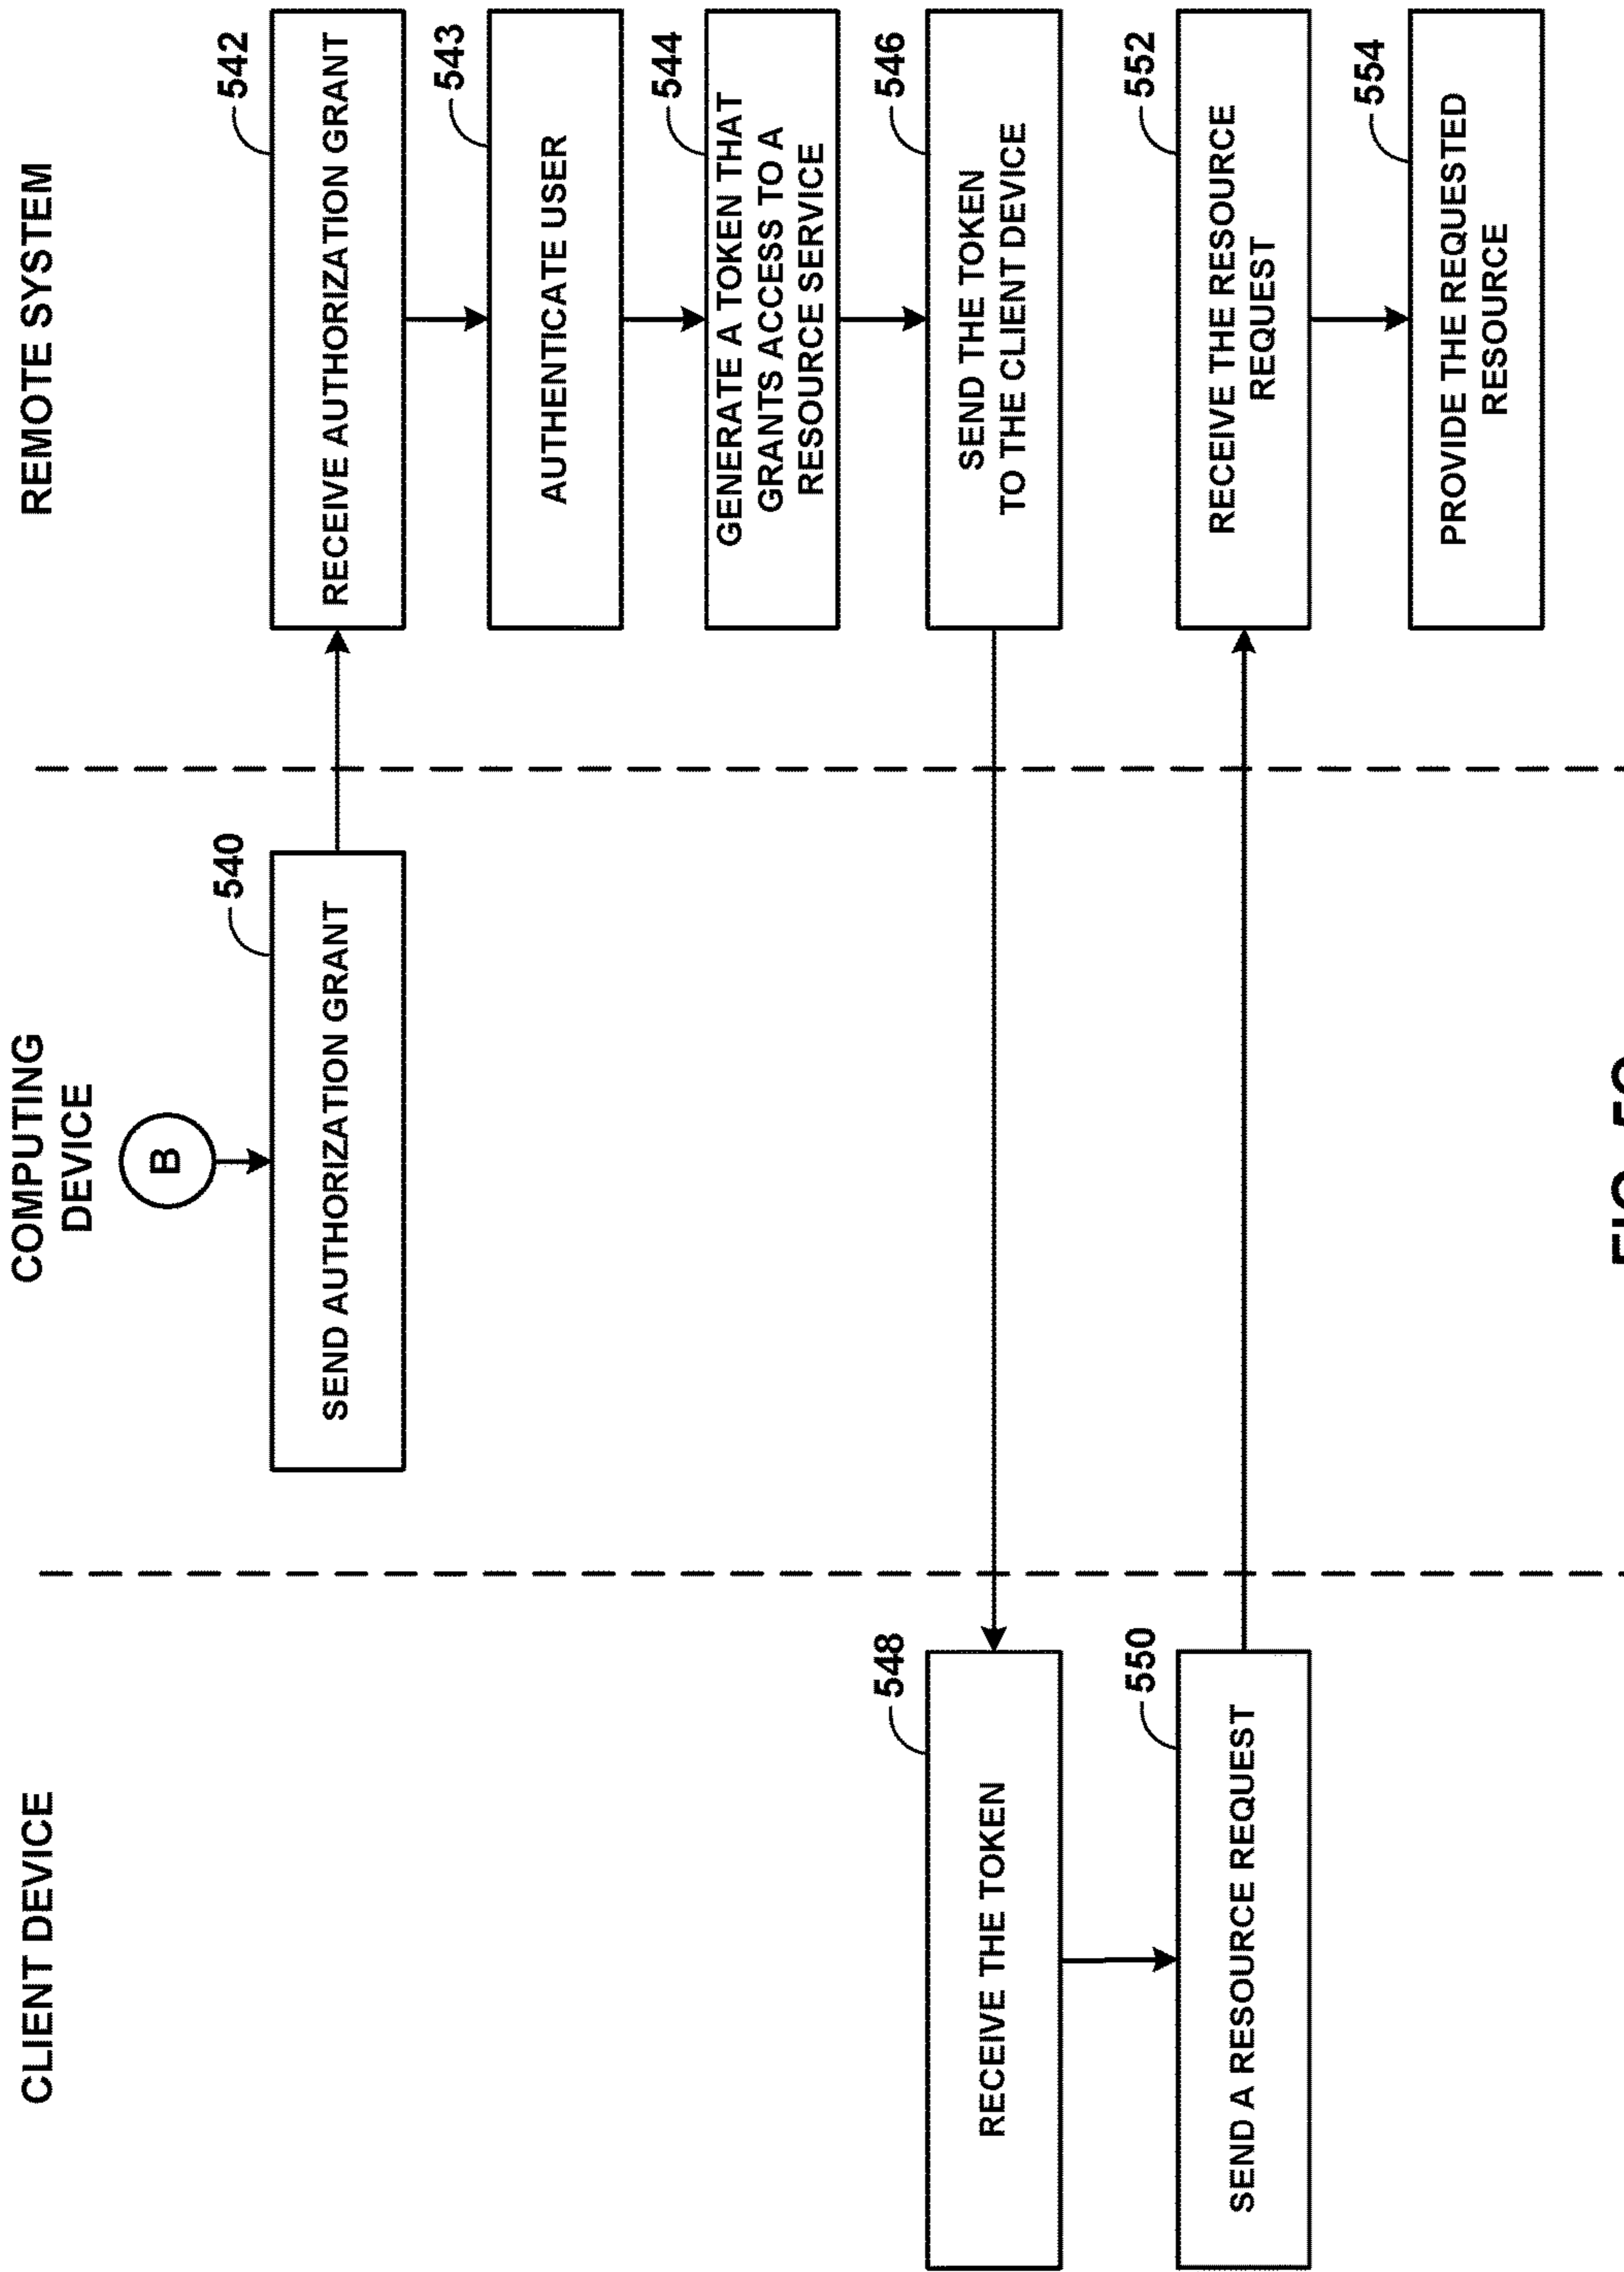 CLIENT DEVICE
COMPUTING
DEVICE
REMOTE SYSTEM
B
540
SEND AUTHORIZATION GRANT
542
RECEIVE AUTHORIZATION GRANT
543
AUTHENTICATE USER
544
GENERATE A TOKEN THAT
GRANTS ACCESS TO A
RESOURCE SERVICE
546
SEND THE TOKEN
TO THE CLIENT DEVICE
548
RECEIVE THE TOKEN
550
SEND A RESOURCE REQUEST
552
RECEIVE THE RESOURCE
REQUEST
554
PROVIDE THE REQUESTED
RESOURCE